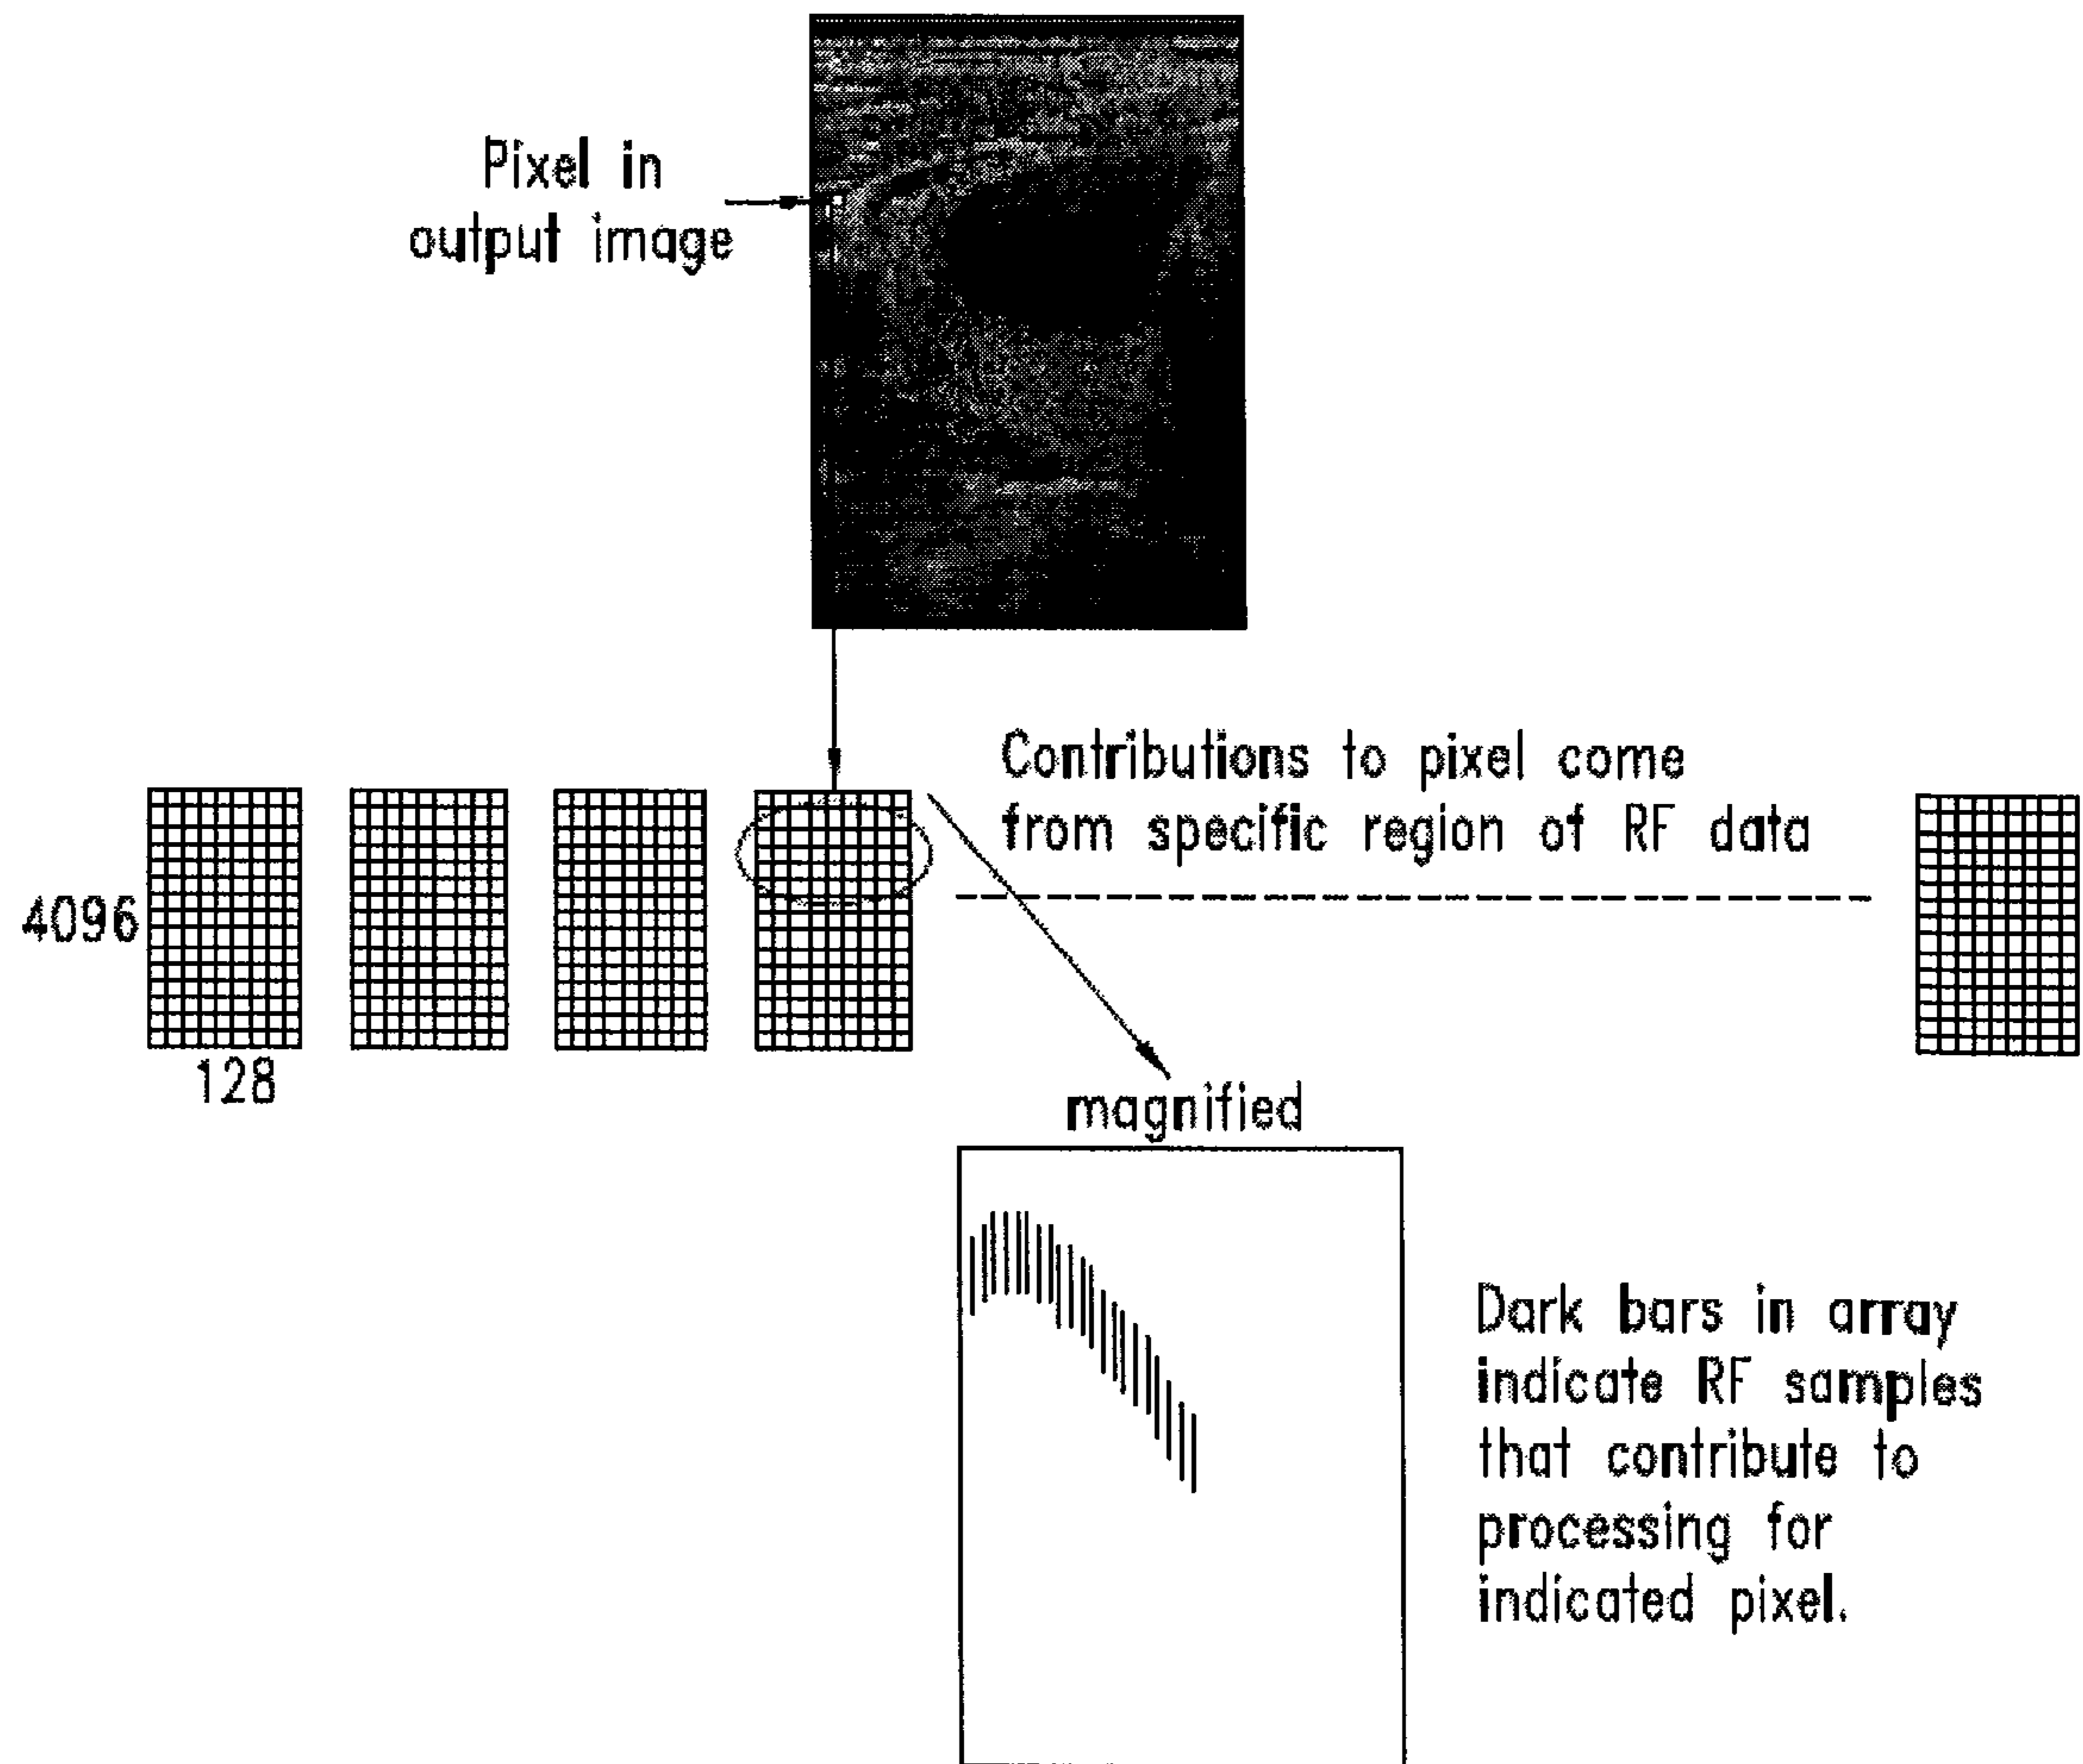 Pixel in
output image
Contributions to pixel come
from specific region of RF data
4096
128
magnified
Dark bars in array
indicate RF samples
that contribute to
processing for
indicated pixel.